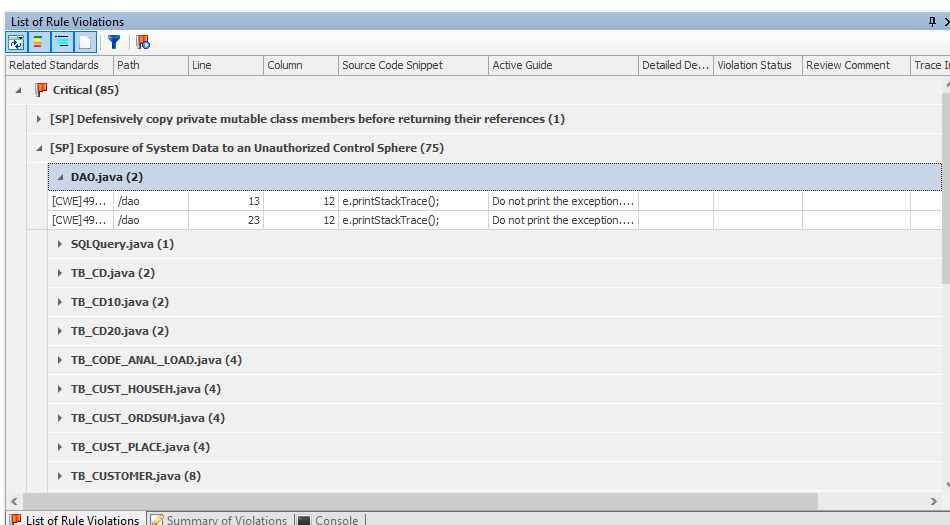 List of Rule Violations
Related Standards Path Line Column Source Code Snippet Active Guide Detailed De... Violation Status Review Comment Trace I
Critical (85)
[SP] Defensively copy private mutable class members before returning their references (1)
[SP] Exposure of System Data to an Unauthorized Control Sphere (75)
DAO.java (2)
[CWE]49... /dao 13 12 e.printStackTrace(); Do not print the exception....
[CWE]49... /dao 23 12 e.printStackTrace(); Do not print the exception....
SQLQuery.java (1)
TB_CD.java (2)
TB_CD10.java (2)
TB_CD20.java (2)
TB_CODE_ANAL_LOAD.java (4)
TB_CUST_HOUSEH.java (4)
TB_CUST_ORDSUM.java (4)
TB_CUST_PLACE.java (4)
TB_CUSTOMER.java (8)
List of Rule Violations Summary of Violations Console